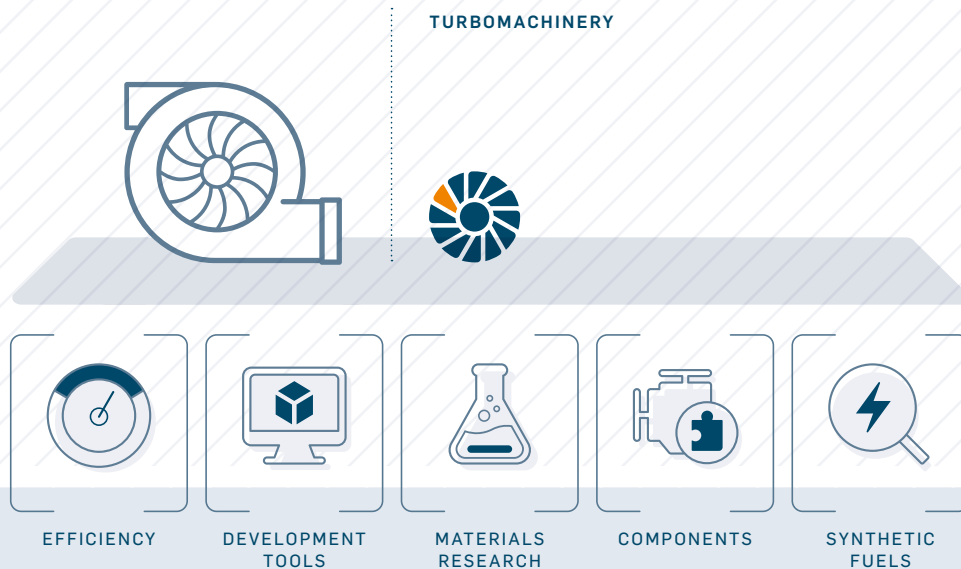 TURBOMACHINERY
EFFICIENCY
DEVELOPMENT
TOOLS
MATERIALS
RESEARCH
COMPONENTS
SYNTHETIC
FUELS